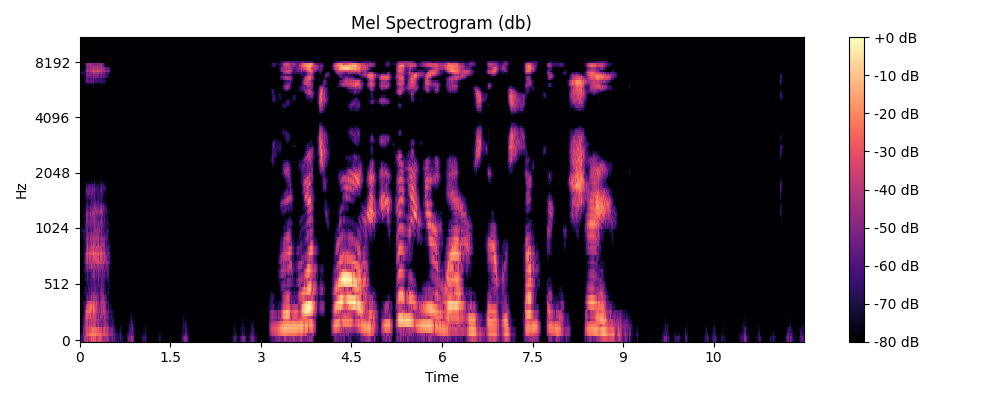 Mel Spectrogram (db)
8192
4096
2048
1024
512
0
Hz
0 1.5 3 4.5 6 7.5 9 10
Time
+0 dB
-10 dB
-20 dB
-30 dB
-40 dB
-50 dB
-60 dB
-70 dB
-80 dB